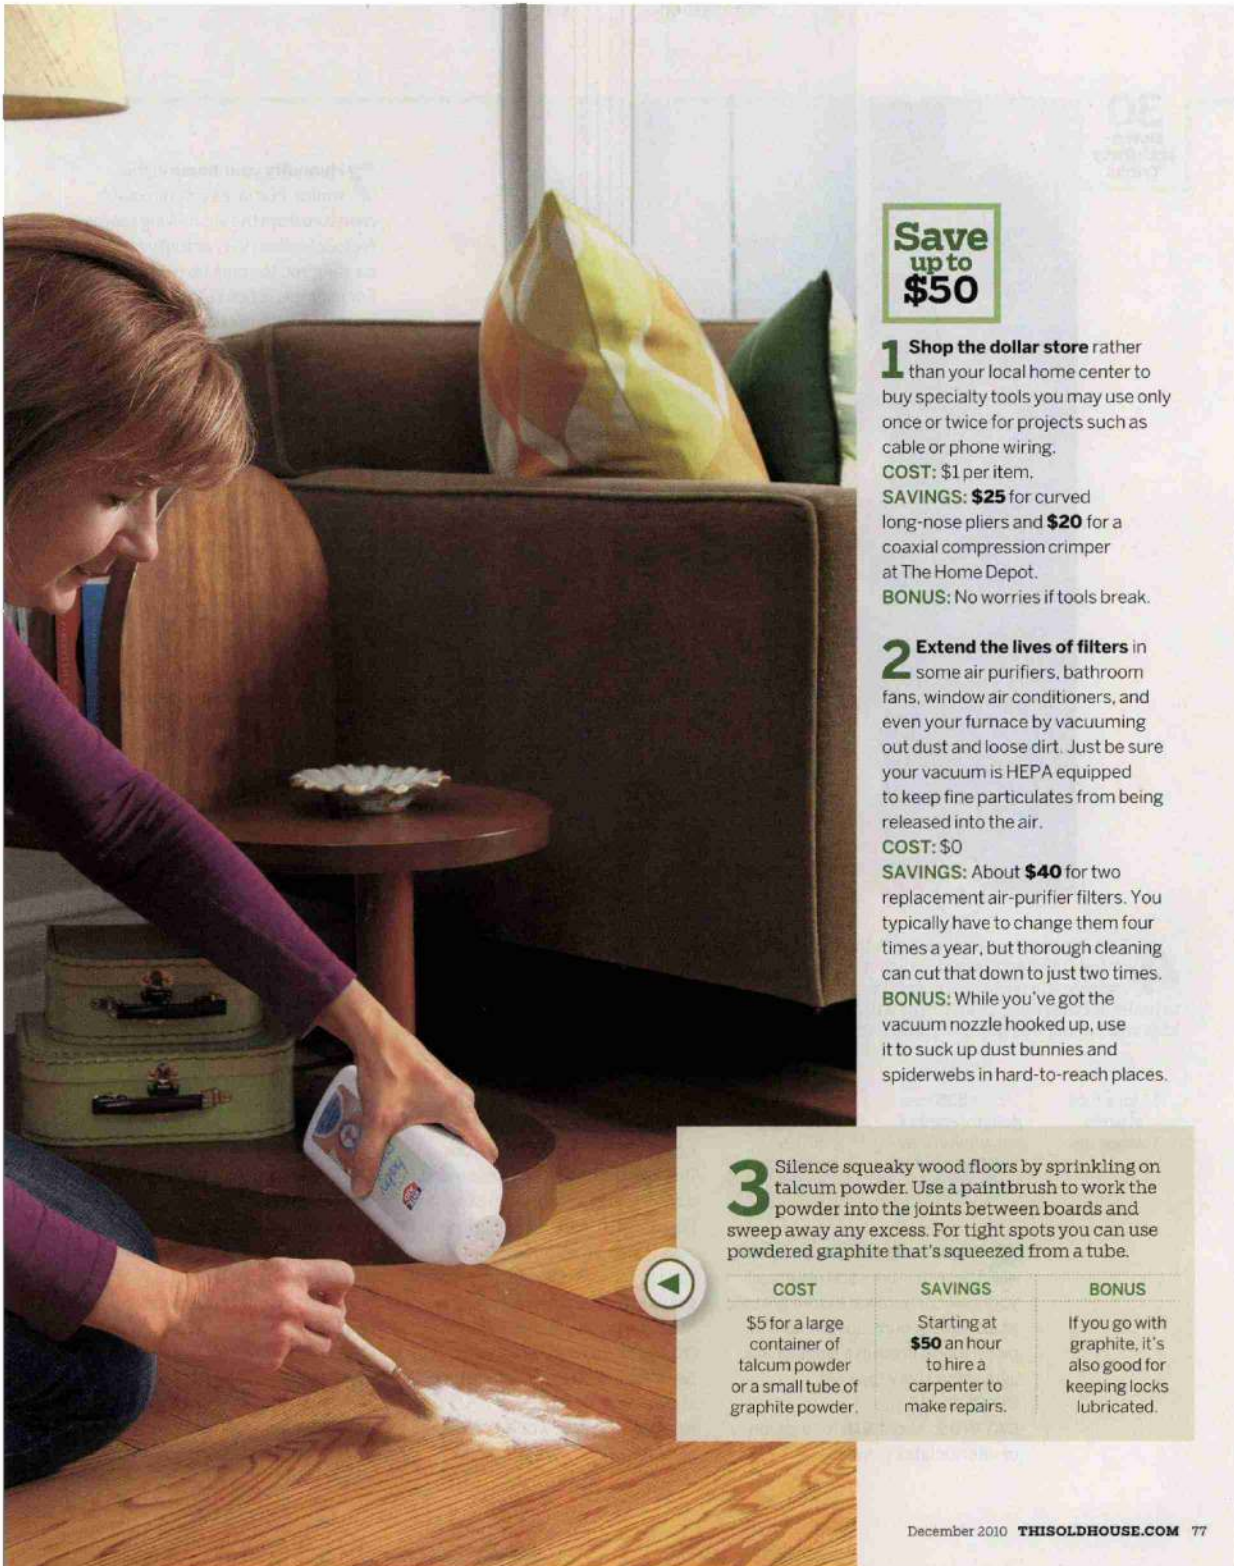 Save
up to
$50
1 Shop the dollar store rather
than your local home center to
buy specialty tools you may use only
once or twice for projects such as
cable or phone wiring.
COST: $1 per item.
SAVINGS: $25 for curved
long-nose pliers and $20 for a
coaxial compression crimper
at The Home Depot.
BONUS: No worries if tools break.
2 Extend the lives of filters in
some air purifiers, bathroom
fans, window air conditioners, and
even your furnace by vacuuming
out dust and loose dirt. Just be sure
your vacuum is HEPA equipped
to keep fine particulates from being
released into the air.
COST: $0
SAVINGS: About $40 for two
replacement air-purifier filters. You
typically have to change them four
times a year, but thorough cleaning
can cut that down to just two times.
BONUS: While you've got the
vacuum nozzle hooked up, use
it to suck up dust bunnies and
spiderwebs in hard-to-reach places.
3 Silence squeaky wood floors by sprinkling on
talcum powder. Use a paintbrush to work the
powder into the joints between boards and
sweep away any excess. For tight spots you can use
powdered graphite that's squeezed from a tube.
COST
$5 for a large
container of
talcum powder
or a small tube of
graphite powder.
SAVINGS
Starting at
$50 an hour
to hire a
carpenter to
make repairs.
BONUS
If you go with
graphite, it's
also good for
keeping locks
lubricated.
December 2010 THISOLDHOUSE.COM 77